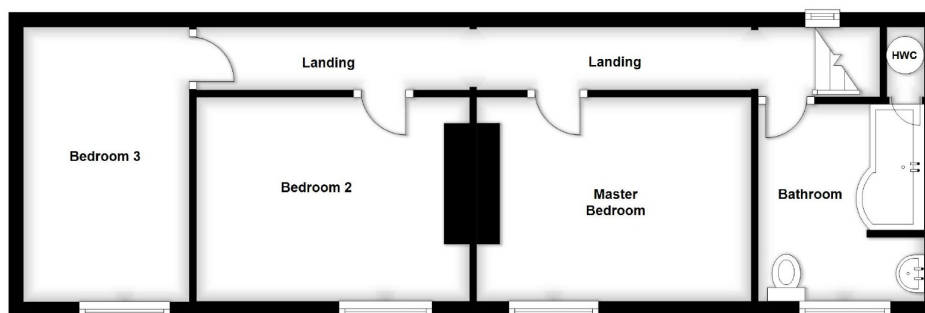 Landing
Landing
HWC
Bedroom 3
Bedroom 2
Master
Bedroom
Bathroom